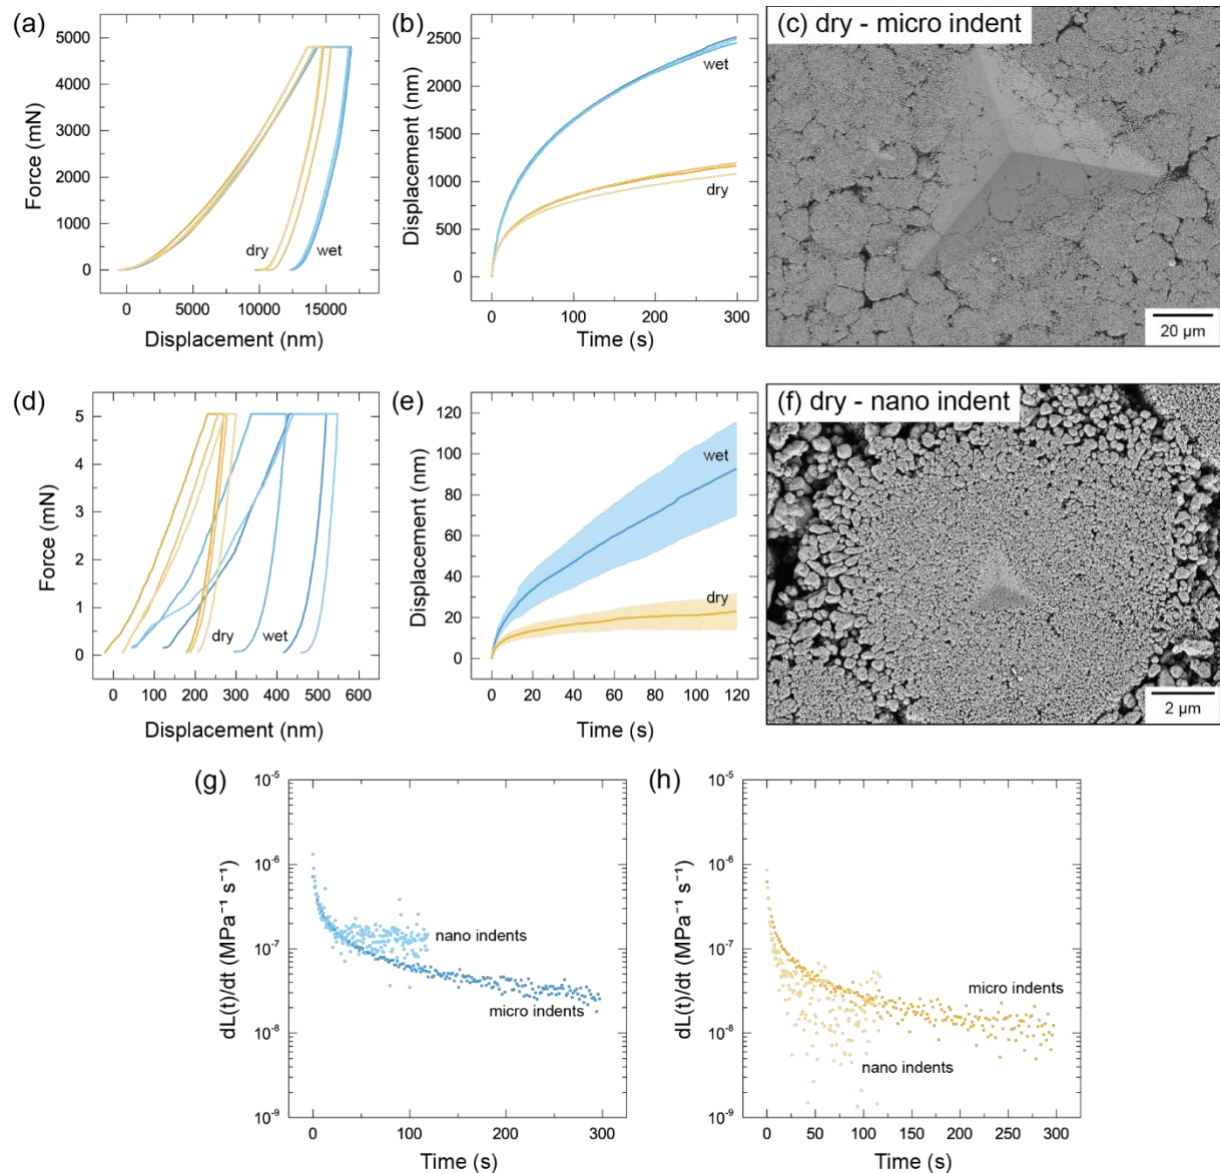 (a)
5000
4000
3000
2000
1000
0
Force (mN)
dry
wet
0 5000 10000 15000
Displacement (nm)
(b)
2500
2000
1500
1000
500
0
Displacement (nm)
wet
dry
0 100 200 300
Time (s)
(c) dry - micro indent
20 µm
(d)
5
4
3
2
1
0
Force (mN)
dry
wet
0 100 200 300 400 500 600
Displacement (nm)
(e)
120
100
80
60
40
20
0
Displacement (nm)
wet
dry
0 20 40 60 80 100 120
Time (s)
(f) dry - nano indent
2 µm
(g)
10⁻⁵
10⁻⁶
10⁻⁷
10⁻⁸
10⁻⁹
dL(t)/dt (MPa⁻¹ s⁻¹)
nano indents
micro indents
0 100 200 300
Time (s)
(h)
10⁻⁵
10⁻⁶
10⁻⁷
10⁻⁸
10⁻⁹
dL(t)/dt (MPa⁻¹ s⁻¹)
micro indents
nano indents
0 50 100 150 200 250 300
Time (s)